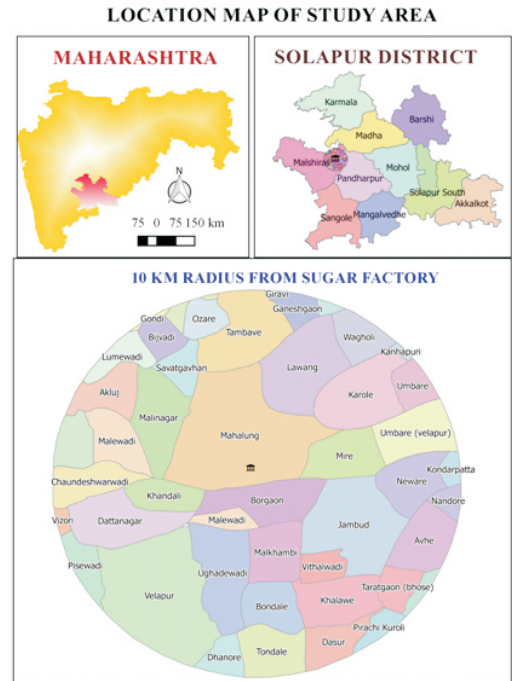 LOCATION MAP OF STUDY AREA
MAHARASHTRA
N
75 0 75 150 km
SOLAPUR DISTRICT
Karmala
Barshi
Madha
Malshiras
Mohol
Pandharpur
Solapur South
Akkalkot
Sangole
Mangalvedhe
10 KM RADIUS FROM SUGAR FACTORY
Giravi
Gondi
Ozare
Ganeshgaon
Bijvadi
Tambave
Wagholi
Lumewadi
Savatgavhan
Kanhapuri
Lawang
Akluj
Karole
Umbare
Malinagar
Mahalung
Umbare (velapur)
Malewadi
Mire
Kondarpatta
Chaundeshwarwadi
Neware
Khandali
Borgaon
Nandore
Vizori
Dattanagar
Malewadi
Jambud
Avhe
Malkhambi
Pisewadi
Vithalwadi
Ughadewadi
Taratgaon (bhose)
Velapur
Khalawe
Bondale
Pirachi Kuroli
Dasur
Tondale
Dhanore